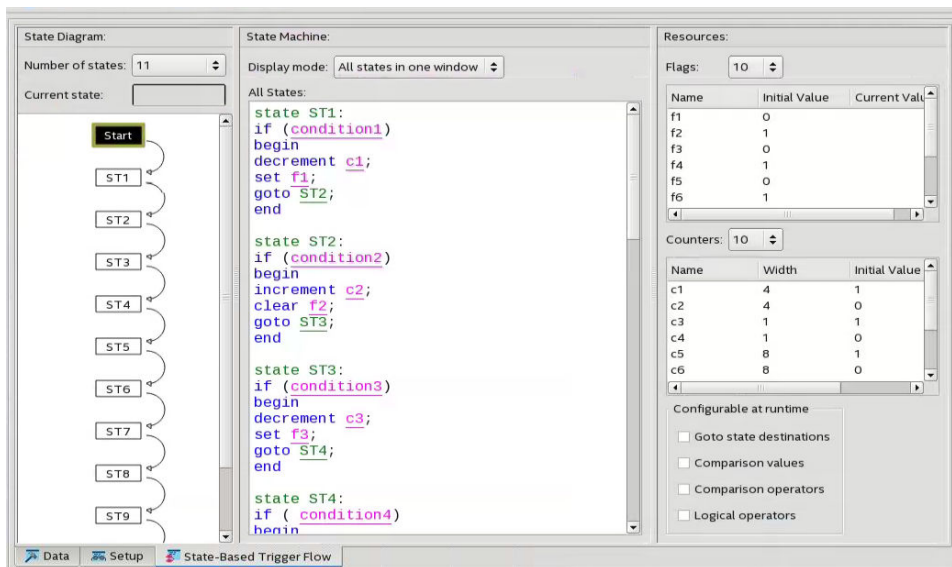 State Diagram:
Number of states: 11
Current state:
Start
ST1
ST2
ST3
ST4
ST5
ST6
ST7
ST8
ST9
State Machine:
Display mode: All states in one window
All States:
state ST1:
if (condition1)
begin
decrement c1;
set f1;
goto ST2;
end
state ST2:
if (condition2)
begin
increment c2;
clear f2;
goto ST3;
end
state ST3:
if (condition3)
begin
decrement c3;
set f3;
goto ST4;
end
state ST4:
if ( condition4)
begin
Resources:
Flags: 10
Name Initial Value Current Valu
f1 0
f2 1
f3 0
f4 1
f5 0
f6 1
Counters: 10
Name Width Initial Value
c1 4 1
c2 4 0
c3 1 1
c4 1 0
c5 8 1
c6 8 0
Configurable at runtime
Goto state destinations
Comparison values
Comparison operators
Logical operators
Data Setup State-Based Trigger Flow